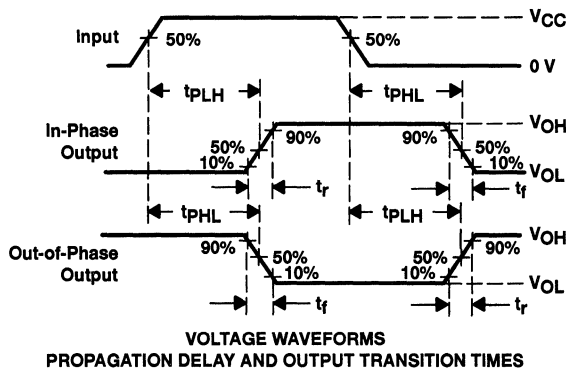 VCC
Input
50%
50%
0 V
tPLH
tPHL
In-Phase
Output
VOH
90%
90%
50%
50%
10%
10%
VOL
tr
tf
tPHL
tPLH
Out-of-Phase
Output
VOH
90%
90%
50%
50%
10%
10%
VOL
tf
tr
VOLTAGE WAVEFORMS
PROPAGATION DELAY AND OUTPUT TRANSITION TIMES